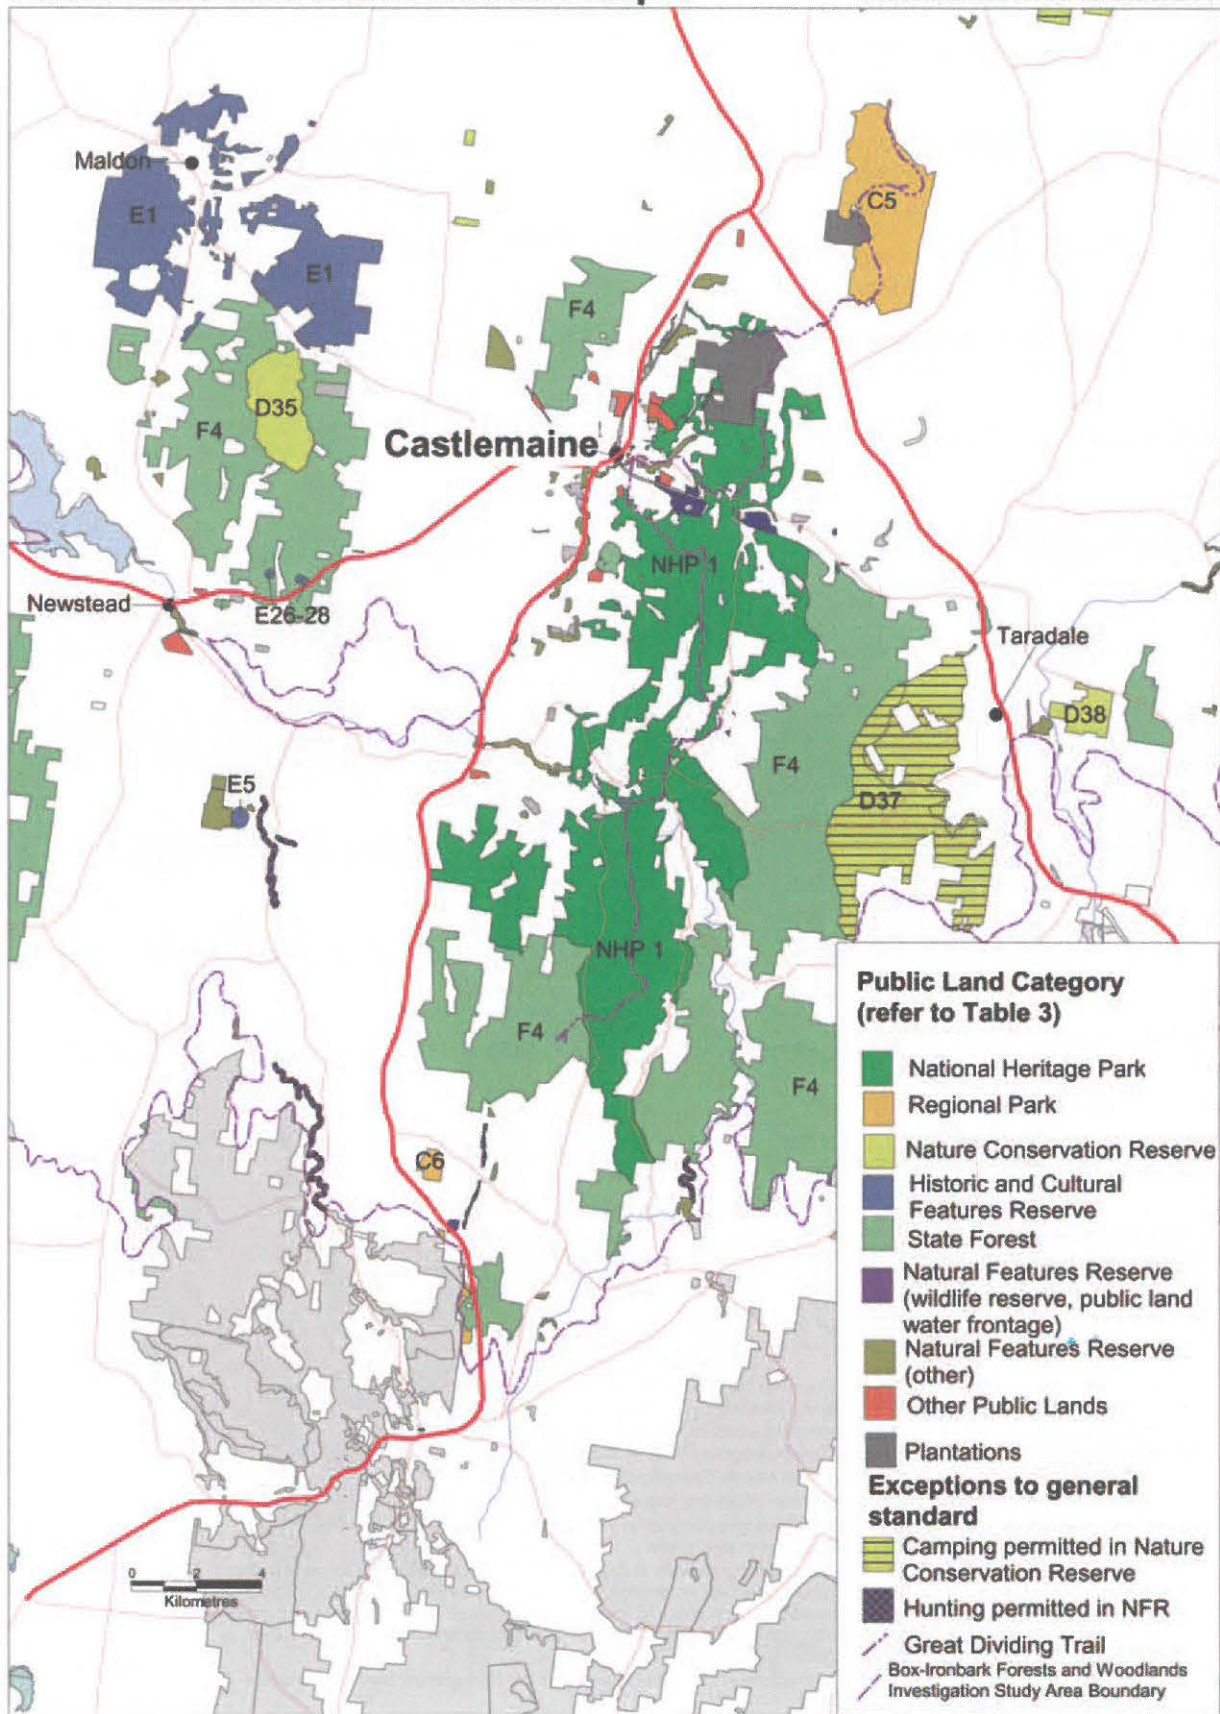 Maldon
E1
E1
C5
F4
F4
D35
Castlemaine
NHP 1
Newstead
E26-28
Taradale
D38
F4
E5
D37
NHP 1
F4
F4
C6
0 2 4
Kilometres
Public Land Category
(refer to Table 3)
National Heritage Park
Regional Park
Nature Conservation Reserve
Historic and Cultural
Features Reserve
State Forest
Natural Features Reserve
(wildlife reserve, public land
water frontage)
Natural Features Reserve
(other)
Other Public Lands
Plantations
Exceptions to general
standard
Camping permitted in Nature
Conservation Reserve
Hunting permitted in NFR
Great Dividing Trail
Box-Ironbark Forests and Woodlands
Investigation Study Area Boundary